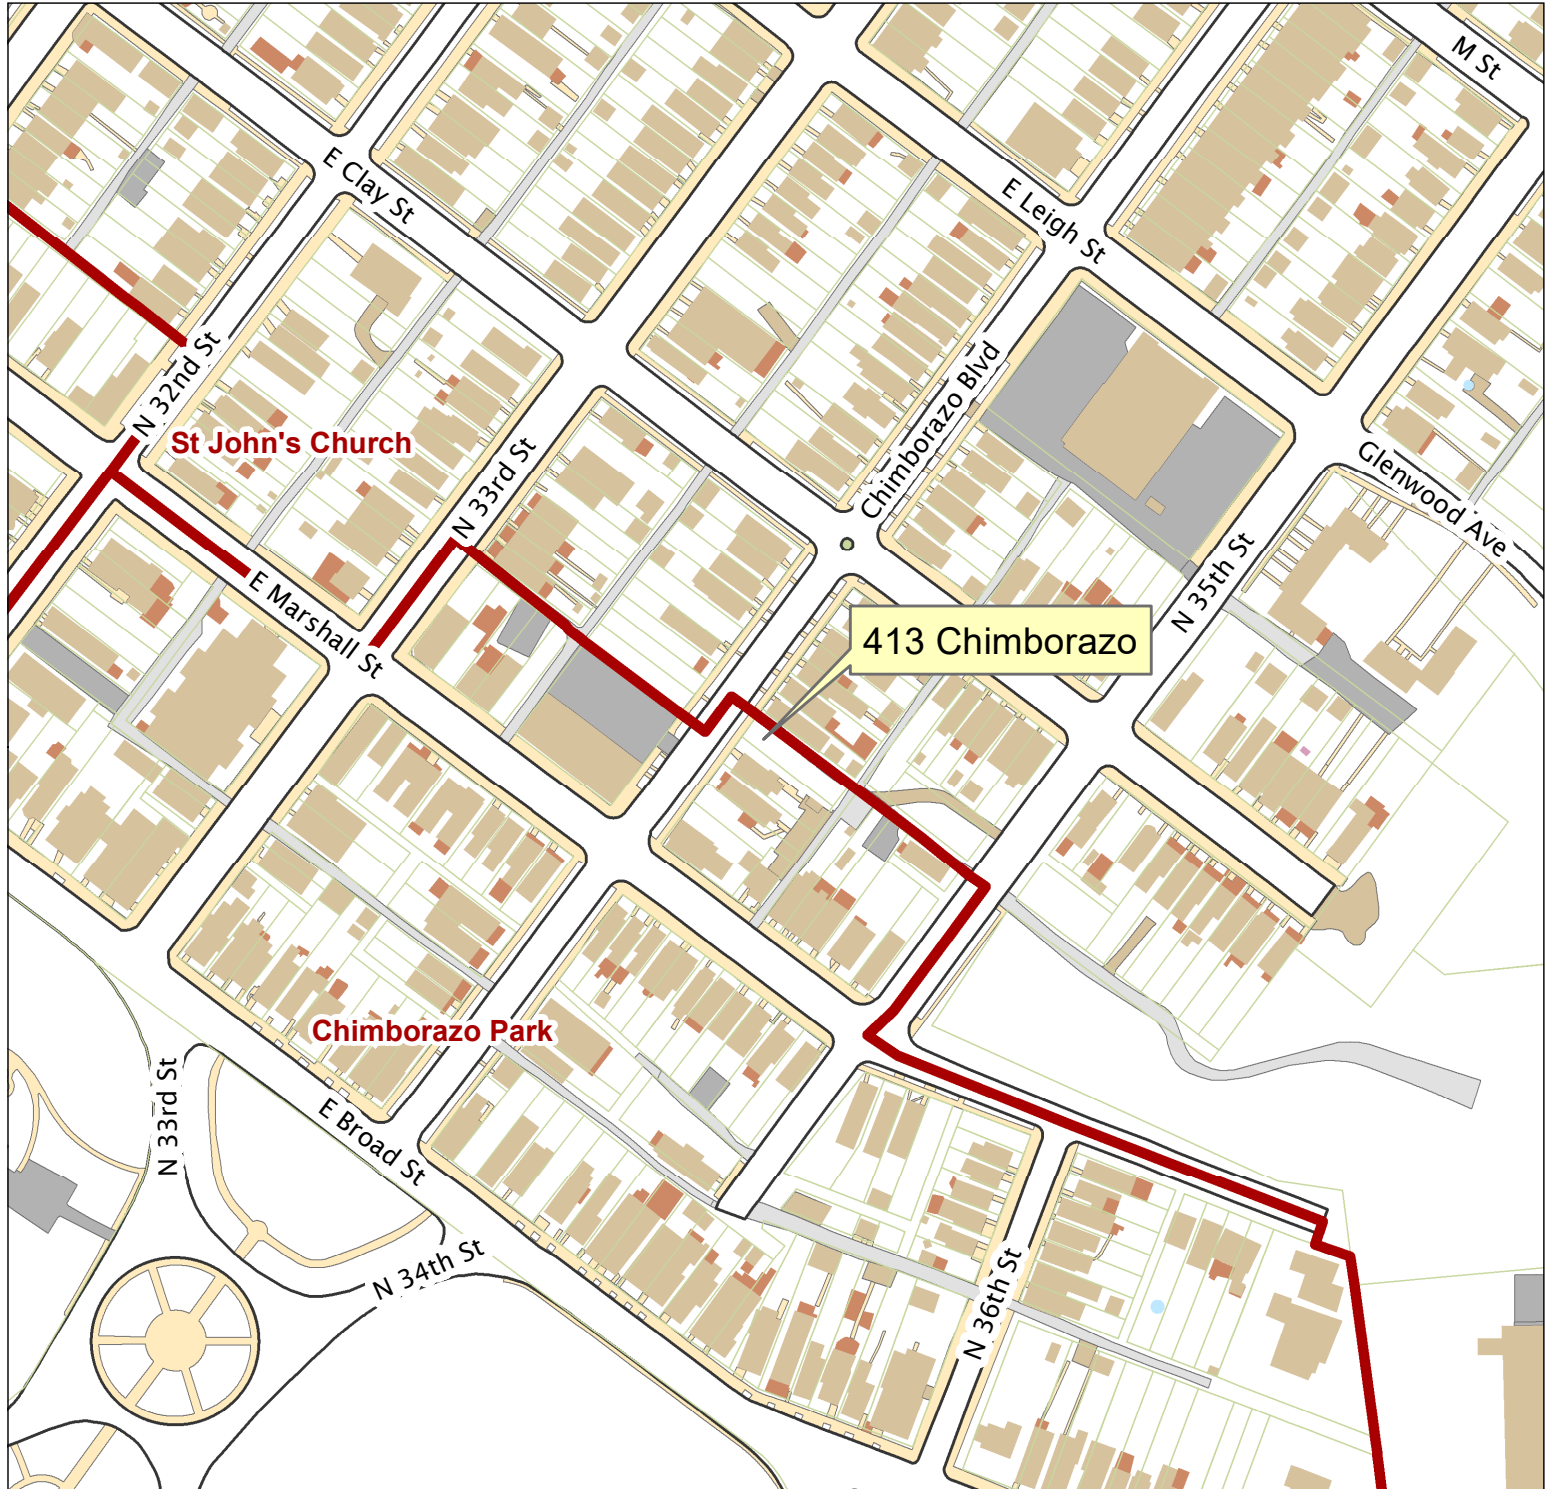 M St
E Clay St
E Leigh St
N 32nd St
Chimborazo Blvd
St John's Church
N 33rd St
Glenwood Ave
N 35th St
E Marshall St
413 Chimborazo
Chimborazo Park
N 33rd St
E Broad St
N 34th St
N 36th St